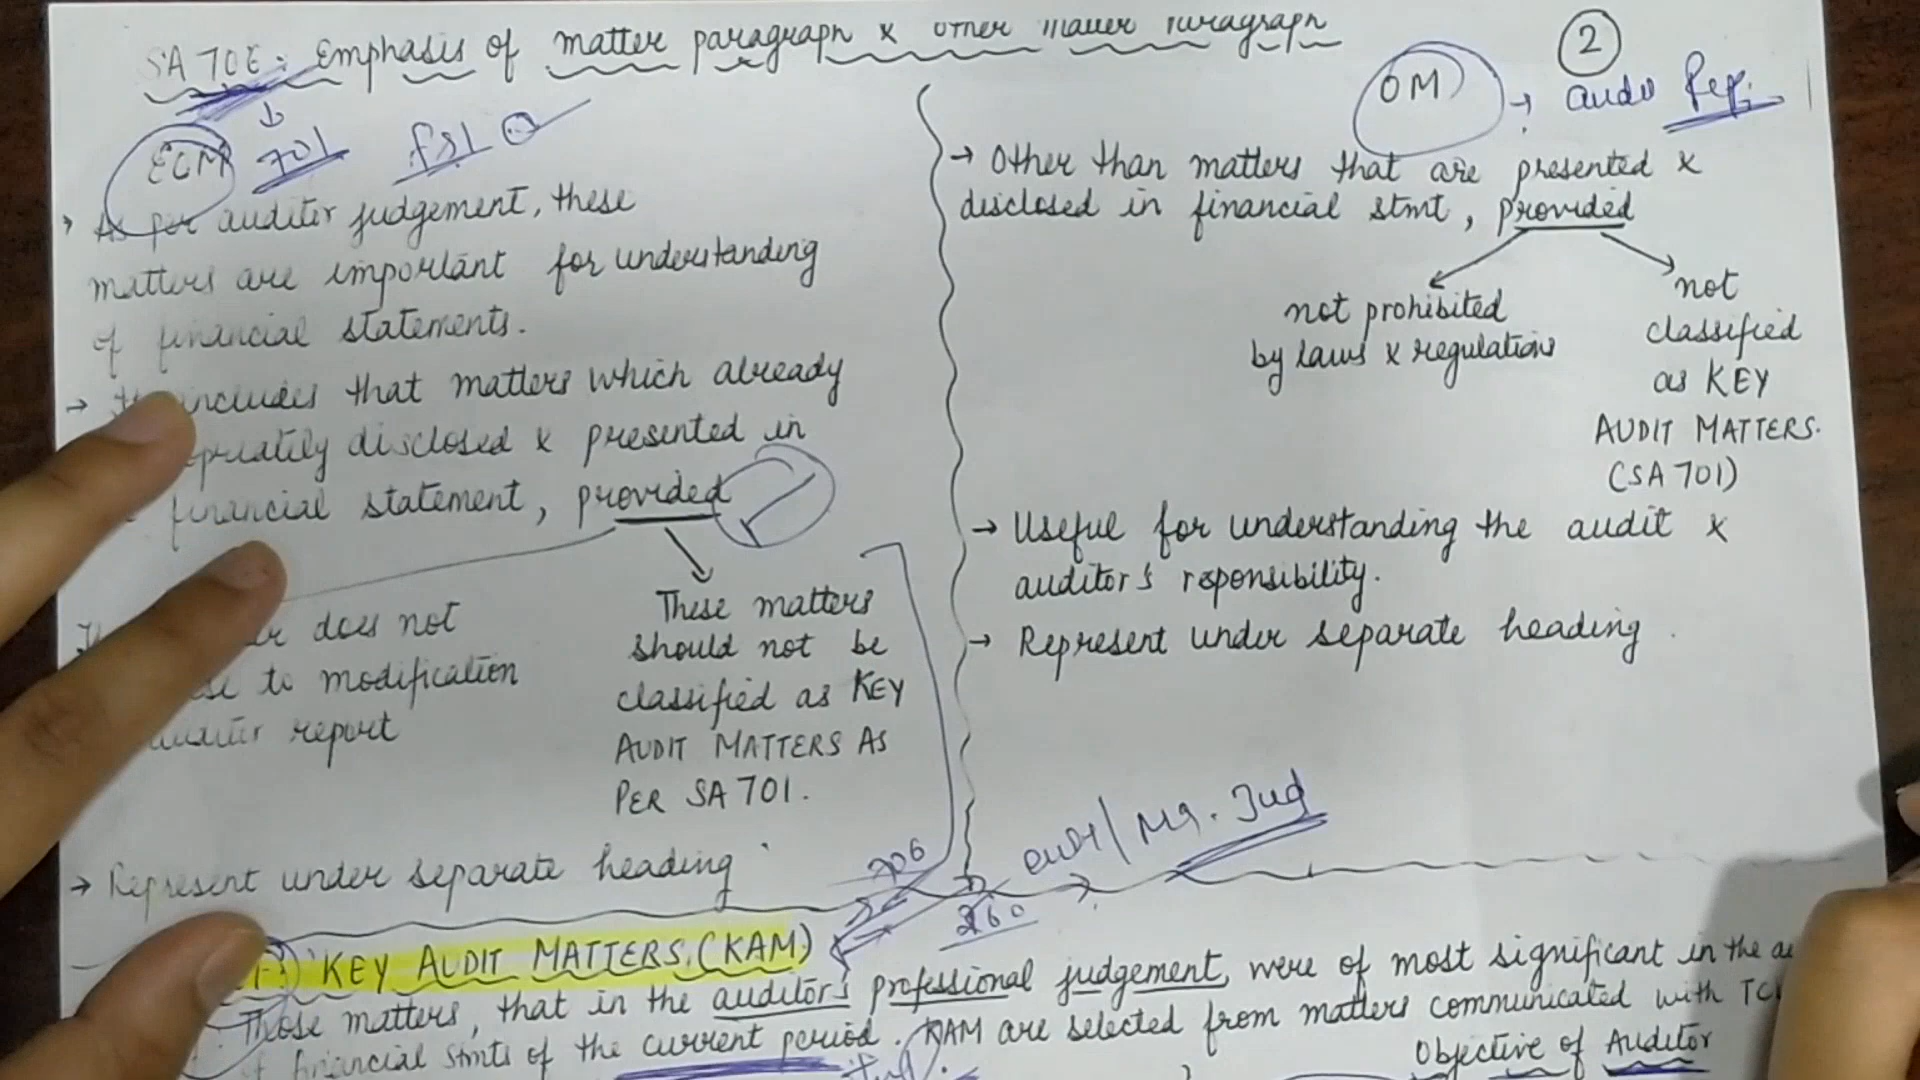 SA 706: Emphasis of matter paragraph & other matter Paragraph
2
EOM 701
OM → Rep.
→ As per auditor judgement, these
matters are important for understanding
of financial statements.
→ includes that matters which already
disclosed & presented in
financial statement, provided
does not
to modification
report
These matters
should not be
classified as KEY
AUDIT MATTERS AS
PER SA 701.
→ Represent under separate heading
→ Other than matters that are presented &
disclosed in financial stmt, provided
not prohibited
by laws & regulations
not
classified
as KEY
AUDIT MATTERS.
(SA 701)
→ Useful for understanding the audit &
auditor's responsibility.
→ Represent under separate heading.
706
260
Jud
KEY AUDIT MATTERS. (KAM)
Those matters, that in the auditor's professional judgement, were of most significant in the
financial stmts of the current period. KAM are selected from matters communicated with
Objective of Auditor